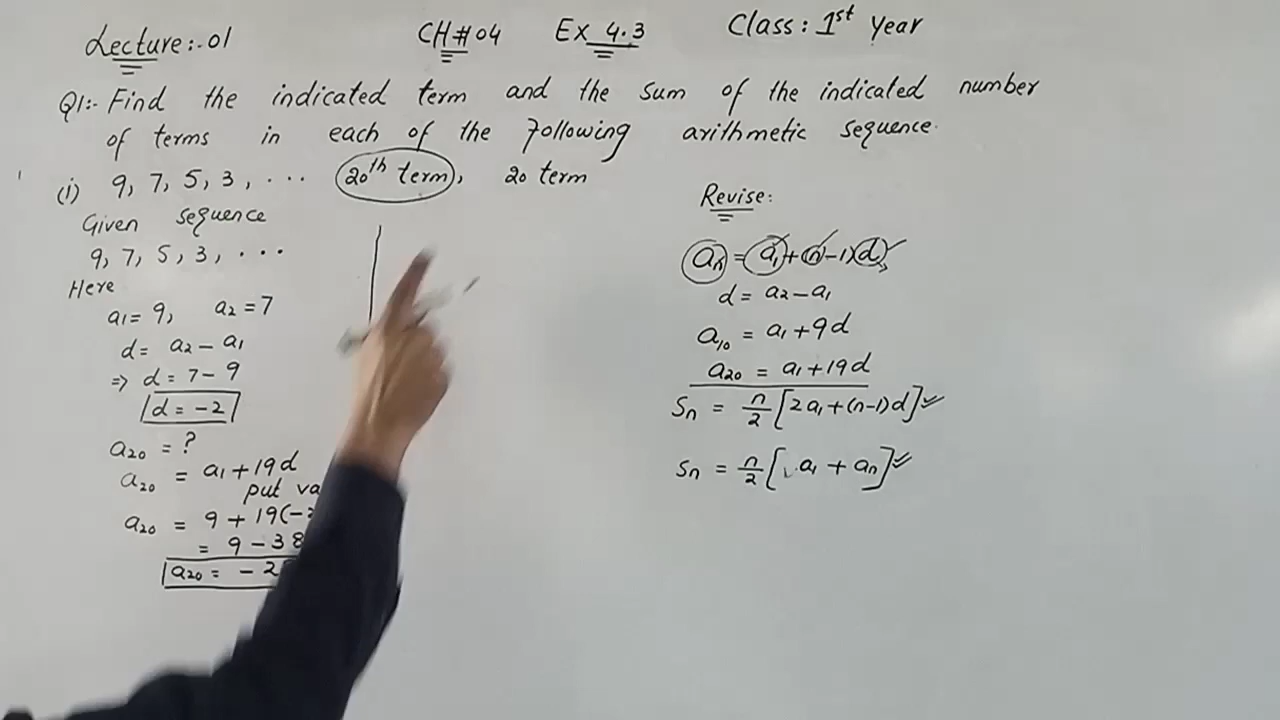 Lecture:-01 CH#04 Ex 4.3 Class: 1st Year
Q1:- Find the indicated term and the sum of the indicated number
of terms in each of the following arithmetic sequence.
(i) 9, 7, 5, 3, ... 20th term, 20 term
Given sequence
9, 7, 5, 3, ...
Here
a1 = 9, a2 = 7
d = a2 - a1
=> d = 7 - 9
d = -2
a20 = ?
a20 = a1 + 19d
put
a20 = 9 + 19(-
= 9 - 38
a20 = - 2
Revise:
an = a1 + (n-1)d
d = a2 - a1
a10 = a1 + 9d
a20 = a1 + 19d
Sn = n/2 [2a1 + (n-1)d]
Sn = n/2 [a1 + an]